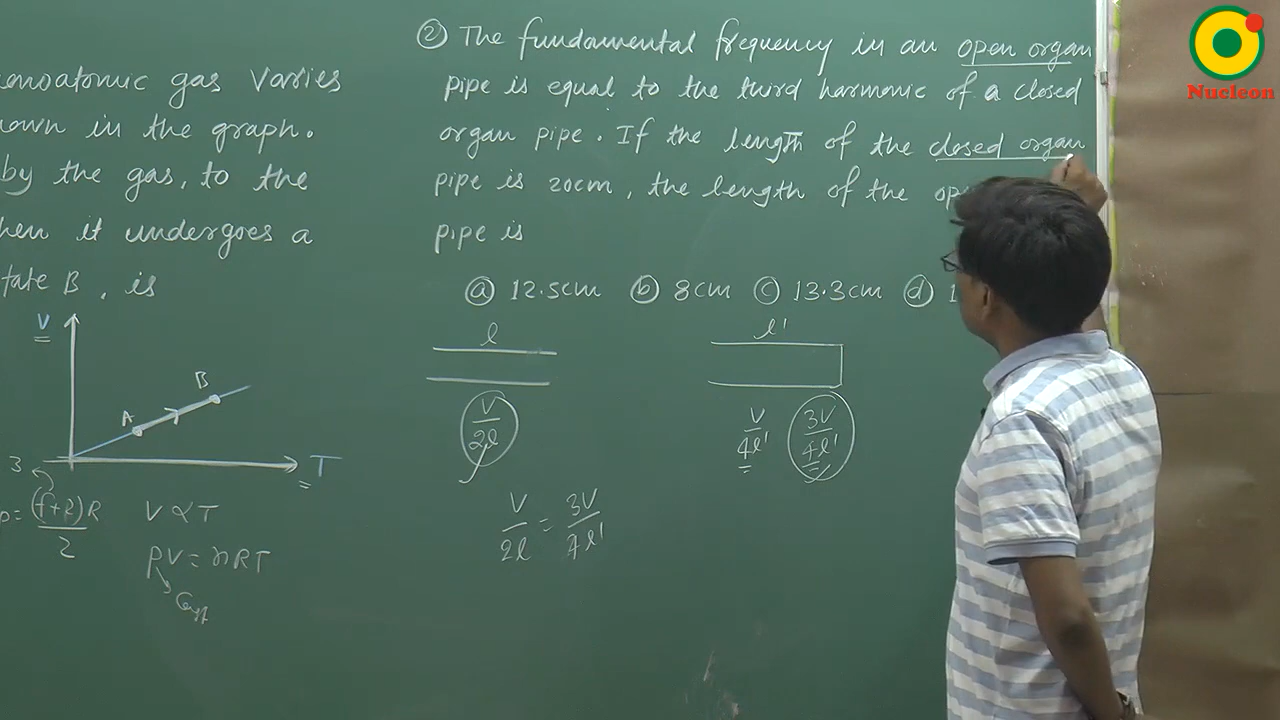 monoatomic gas varies
hown in the graph.
by the gas, to the
hen it undergoes a
tate B, is
V
A
B
T
3
p = (f+2)R
2
V ∝ T
PV = nRT
② The fundamental frequency in an open organ
pipe is equal to the third harmonic of a closed
organ pipe. If the length of the closed organ
pipe is 20cm, the length of the op
pipe is
ⓐ 12.5cm ⓑ 8cm ⓒ 13.3cm ⓓ 1
l
V
2l
l'
V
4l'
3V
4l'
V/2l = 3V/4l'
Nucleon